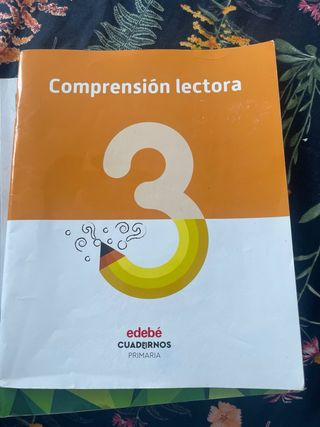 Comprensión lectora
3
edebé
CUADERNOS
PRIMARIA